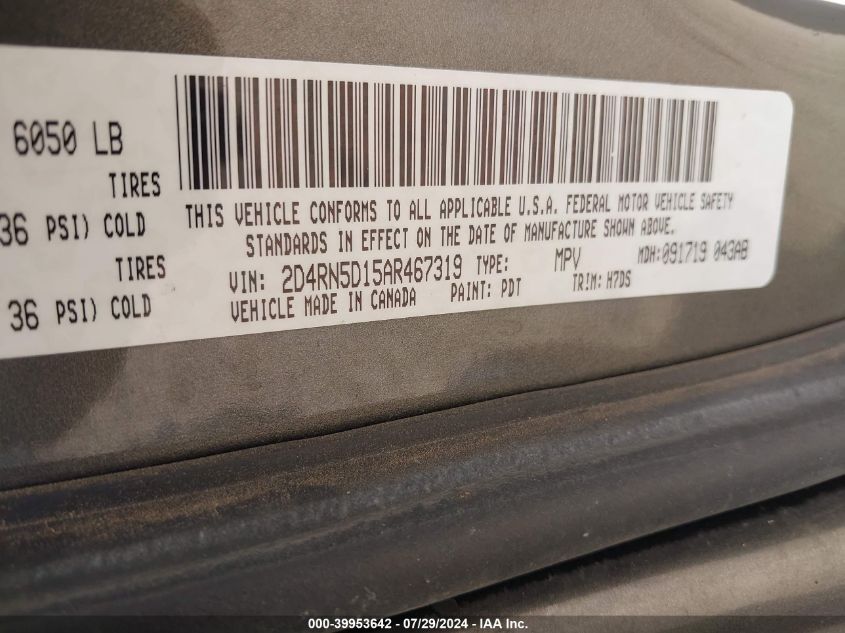 6050 LB
TIRES
36 PSI) COLD
TIRES
36 PSI) COLD
THIS VEHICLE CONFORMS TO ALL APPLICABLE U.S.A. FEDERAL MOTOR VEHICLE SAFETY
STANDARDS IN EFFECT ON THE DATE OF MANUFACTURE SHOWN ABOVE.
VIN: 2D4RN5D15AR467319 TYPE: MPV MDH:091719 043AB
VEHICLE MADE IN CANADA PAINT: PDT TRIM: H7DS
000-39953642 - 07/29/2024 - IAA, Inc.